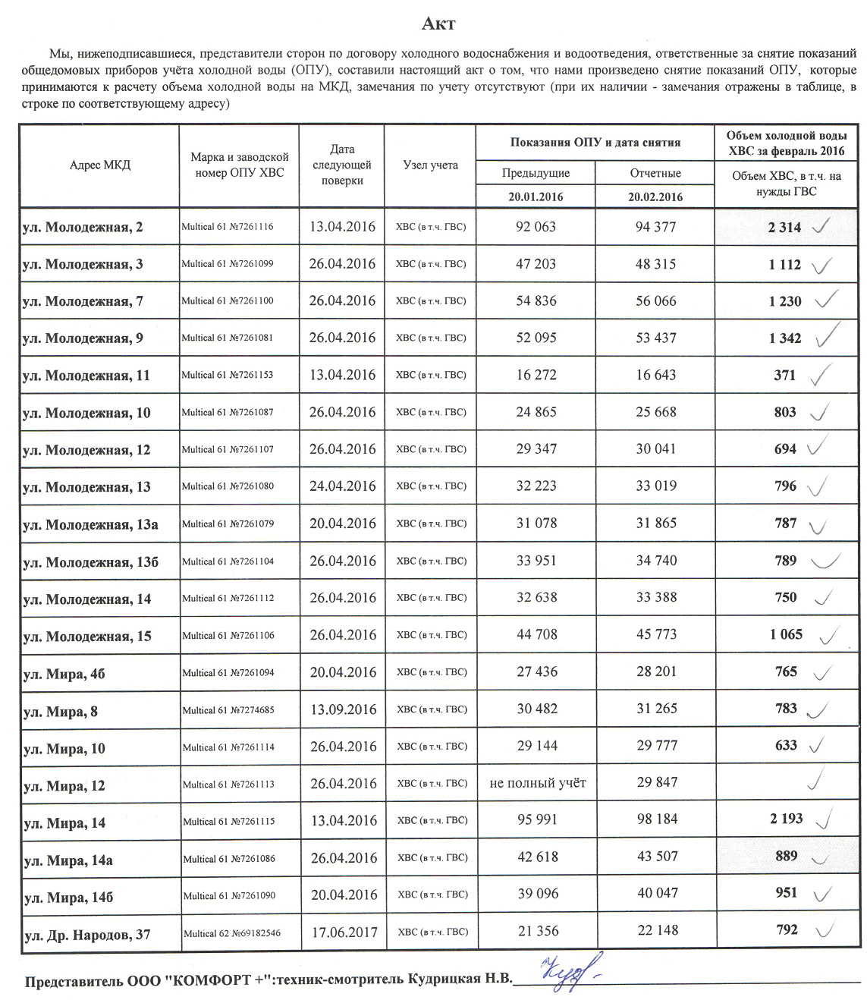 Акт
Мы, нижеподписавшиеся, представители сторон по договору холодного водоснабжения и водоотведения, ответственные за снятие показаний
общедомовых приборов учёта холодной воды (ОПУ), составили настоящий акт о том, что нами произведено снятие показаний ОПУ, которые
принимаются к расчету объема холодной воды на МКД, замечания по учету отсутствуют (при их наличии - замечания отражены в таблице, в
строке по соответствующему адресу)
Адрес МКД
Марка и заводской
номер ОПУ ХВС
Дата
следующей
поверки
Узел учета
Показания ОПУ и дата снятия
Предыдущие
Отчетные
20.01.2016
20.02.2016
Объем холодной воды
ХВС за февраль 2016
Объем ХВС, в т.ч. на
нужды ГВС
ул. Молодежная, 2 Multical 61 №7261116 13.04.2016 ХВС (в т.ч. ГВС) 92 063 94 377 2 314
ул. Молодежная, 3 Multical 61 №7261099 26.04.2016 ХВС (в т.ч. ГВС) 47 203 48 315 1 112
ул. Молодежная, 7 Multical 61 №7261100 26.04.2016 ХВС (в т.ч. ГВС) 54 836 56 066 1 230
ул. Молодежная, 9 Multical 61 №7261081 26.04.2016 ХВС (в т.ч. ГВС) 52 095 53 437 1 342
ул. Молодежная, 11 Multical 61 №7261153 13.04.2016 ХВС (в т.ч. ГВС) 16 272 16 643 371
ул. Молодежная, 10 Multical 61 №7261087 26.04.2016 ХВС (в т.ч. ГВС) 24 865 25 668 803
ул. Молодежная, 12 Multical 61 №7261107 26.04.2016 ХВС (в т.ч. ГВС) 29 347 30 041 694
ул. Молодежная, 13 Multical 61 №7261080 24.04.2016 ХВС (в т.ч. ГВС) 32 223 33 019 796
ул. Молодежная, 13а Multical 61 №7261079 20.04.2016 ХВС (в т.ч. ГВС) 31 078 31 865 787
ул. Молодежная, 13б Multical 61 №7261104 26.04.2016 ХВС (в т.ч. ГВС) 33 951 34 740 789
ул. Молодежная, 14 Multical 61 №7261112 26.04.2016 ХВС (в т.ч. ГВС) 32 638 33 388 750
ул. Молодежная, 15 Multical 61 №7261106 26.04.2016 ХВС (в т.ч. ГВС) 44 708 45 773 1 065
ул. Мира, 4б Multical 61 №7261094 20.04.2016 ХВС (в т.ч. ГВС) 27 436 28 201 765
ул. Мира, 8 Multical 61 №7274685 13.09.2016 ХВС (в т.ч. ГВС) 30 482 31 265 783
ул. Мира, 10 Multical 61 №7261114 26.04.2016 ХВС (в т.ч. ГВС) 29 144 29 777 633
ул. Мира, 12 Multical 61 №7261113 26.04.2016 ХВС (в т.ч. ГВС) не полный учёт 29 847
ул. Мира, 14 Multical 61 №7261115 13.04.2016 ХВС (в т.ч. ГВС) 95 991 98 184 2 193
ул. Мира, 14а Multical 61 №7261086 26.04.2016 ХВС (в т.ч. ГВС) 42 618 43 507 889
ул. Мира, 14б Multical 61 №7261090 20.04.2016 ХВС (в т.ч. ГВС) 39 096 40 047 951
ул. Др. Народов, 37 Multical 62 №69182546 17.06.2017 ХВС (в т.ч. ГВС) 21 356 22 148 792
Представитель ООО "КОМФОРТ +":техник-смотритель Кудрицкая Н.В.